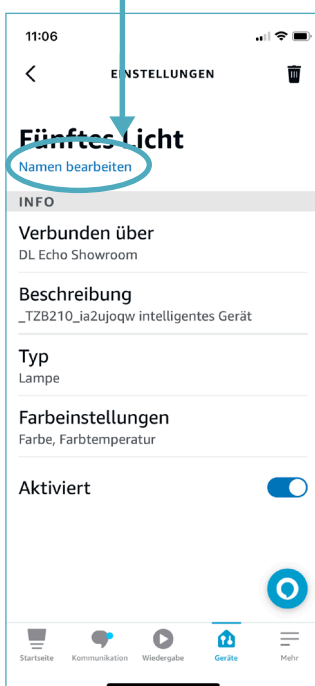 11:06
EINSTELLUNGEN
Fünftes Licht
Namen bearbeiten
INFO
Verbunden über
DL Echo Showroom
Beschreibung
_TZB210_ia2ujoqw intelligentes Gerät
Typ
Lampe
Farbeinstellungen
Farbe, Farbtemperatur
Aktiviert
Startseite Kommunikation Wiedergabe Geräte Mehr